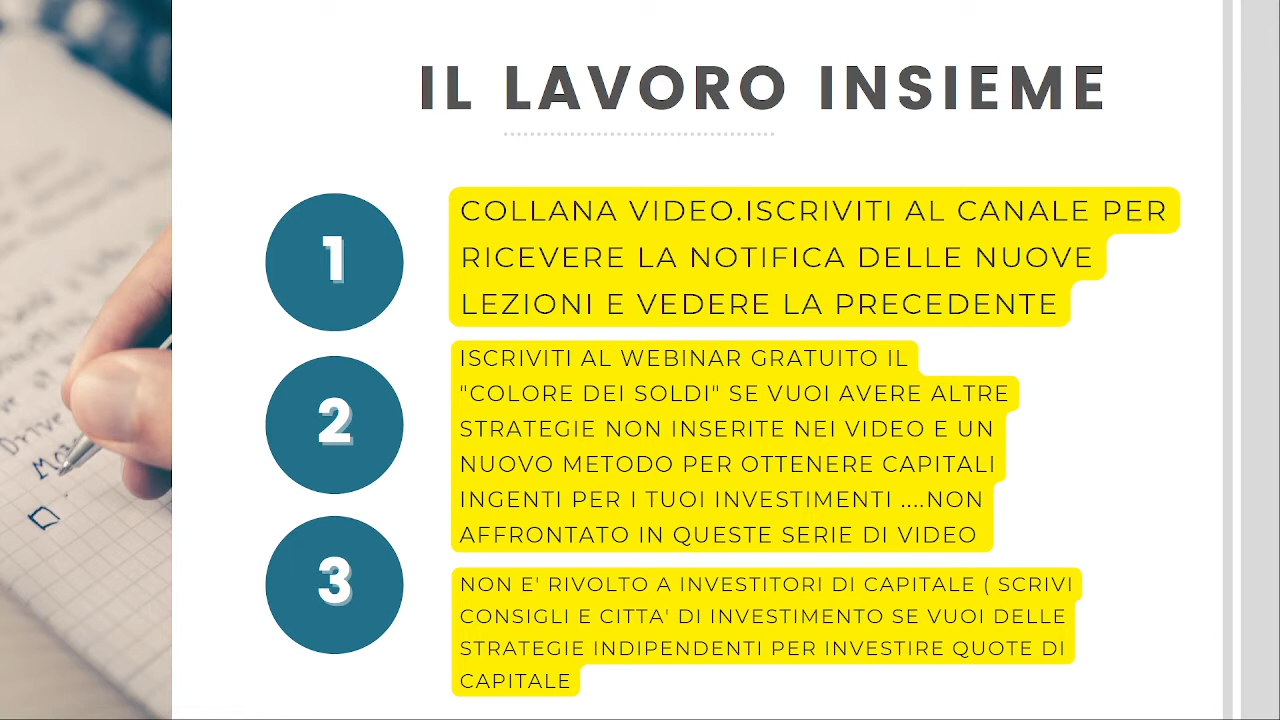 IL LAVORO INSIEME
1
COLLANA VIDEO.ISCRIVITI AL CANALE PER
RICEVERE LA NOTIFICA DELLE NUOVE
LEZIONI E VEDERE LA PRECEDENTE
2
ISCRIVITI AL WEBINAR GRATUITO IL
"COLORE DEI SOLDI" SE VUOI AVERE ALTRE
STRATEGIE NON INSERITE NEI VIDEO E UN
NUOVO METODO PER OTTENERE CAPITALI
INGENTI PER I TUOI INVESTIMENTI ....NON
AFFRONTATO IN QUESTE SERIE DI VIDEO
3
NON E' RIVOLTO A INVESTITORI DI CAPITALE ( SCRIVI
CONSIGLI E CITTA' DI INVESTIMENTO SE VUOI DELLE
STRATEGIE INDIPENDENTI PER INVESTIRE QUOTE DI
CAPITALE